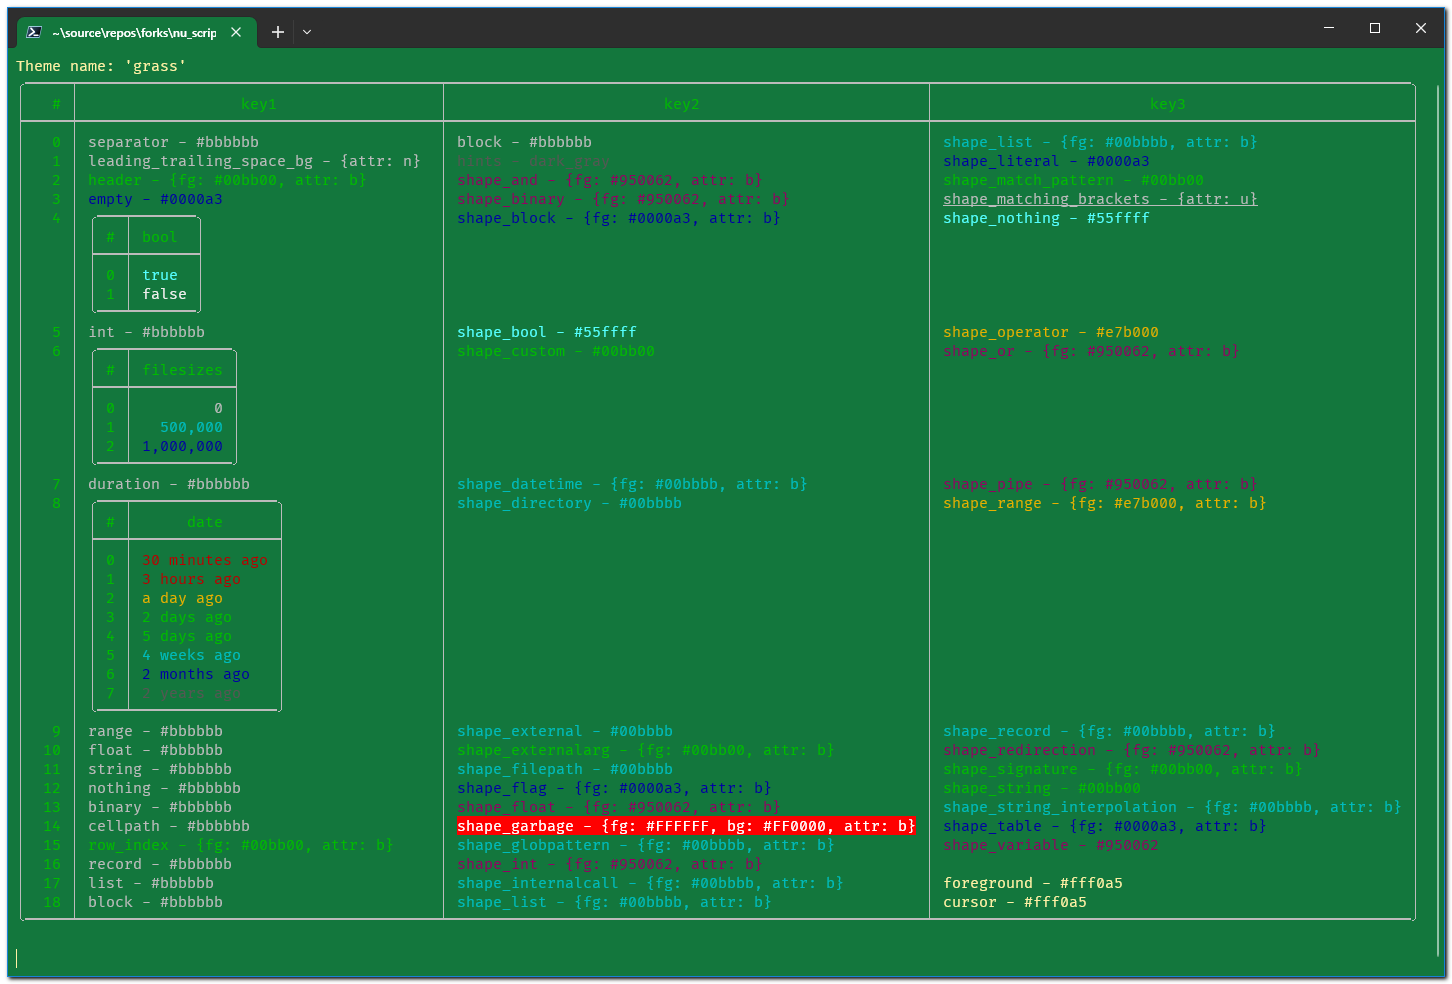 ~\source\repos\forks\nu_scrip
Theme name: 'grass'
# key1 key2 key3
0 separator - #bbbbbb block - #bbbbbb shape_list - {fg: #00bbbb, attr: b}
1 leading_trailing_space_bg - {attr: n} hints - dark_gray shape_literal - #0000a3
2 header - {fg: #00bb00, attr: b} shape_and - {fg: #950062, attr: b} shape_match_pattern - #00bb00
3 empty - #0000a3 shape_binary - {fg: #950062, attr: b} shape_matching_brackets - {attr: u}
4 shape_block - {fg: #0000a3, attr: b} shape_nothing - #55ffff
# bool
0 true
1 false
5 int - #bbbbbb shape_bool - #55ffff shape_operator - #e7b000
6 shape_custom - #00bb00 shape_or - {fg: #950062, attr: b}
# filesizes
0 0
1 500,000
2 1,000,000
7 duration - #bbbbbb shape_datetime - {fg: #00bbbb, attr: b} shape_pipe - {fg: #950062, attr: b}
8 shape_directory - #00bbbb shape_range - {fg: #e7b000, attr: b}
# date
0 30 minutes ago
1 3 hours ago
2 a day ago
3 2 days ago
4 5 days ago
5 4 weeks ago
6 2 months ago
7 years ago
9 range - #bbbbbb shape_external - #00bbbb shape_record - {fg: #00bbbb, attr: b}
10 float - #bbbbbb shape_externalarg - {fg: #00bb00, attr: b} shape_redirection - {fg: #950062, attr: b}
11 string - #bbbbbb shape_filepath - #00bbbb shape_signature - {fg: #00bb00, attr: b}
12 nothing - #bbbbbb shape_flag - {fg: #0000a3, attr: b} shape_string - #00bb00
13 binary - #bbbbbb shape_float - {fg: #950062, attr: b} shape_string_interpolation - {fg: #00bbbb, attr: b}
14 cellpath - #bbbbbb shape_garbage - {fg: #FFFFFF, bg: #FF0000, attr: b} shape_table - {fg: #0000a3, attr: b}
15 row_index - {fg: #00bb00, attr: b} shape_globpattern - {fg: #00bbbb, attr: b} shape_variable - #950062
16 record - #bbbbbb shape_int - {fg: #950062, attr: b}
17 list - #bbbbbb shape_internalcall - {fg: #00bbbb, attr: b} foreground - #fff0a5
18 block - #bbbbbb shape_list - {fg: #00bbbb, attr: b} cursor - #fff0a5